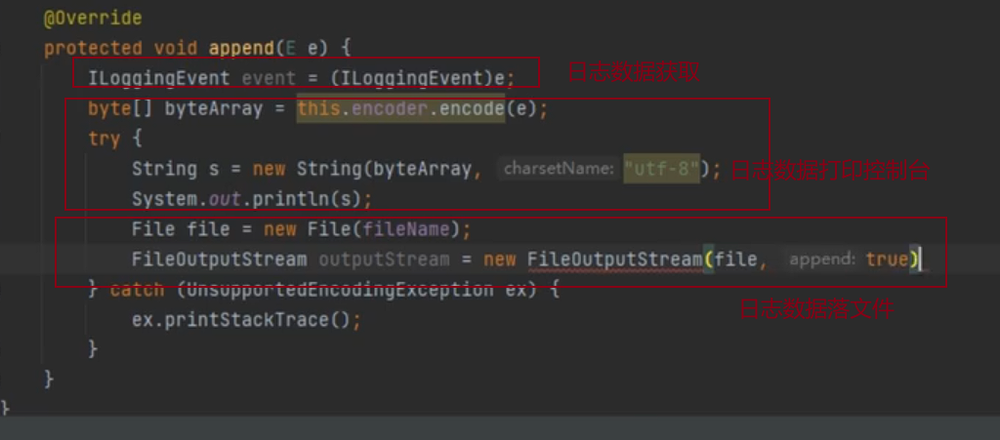 @Override
protected void append(E e) {
ILoggingEvent event = (ILoggingEvent)e; 日志数据获取
byte[] byteArray = this.encoder.encode(e);
try {
String s = new String(byteArray, charsetName: "utf-8"); 日志数据打印控制台
System.out.println(s);
File file = new File(fileName);
FileOutputStream outputStream = new FileOutputStream(file, append: true)
} catch (UnsupportedEncodingException ex) {
日志数据落文件
ex.printStackTrace();
}
}
}